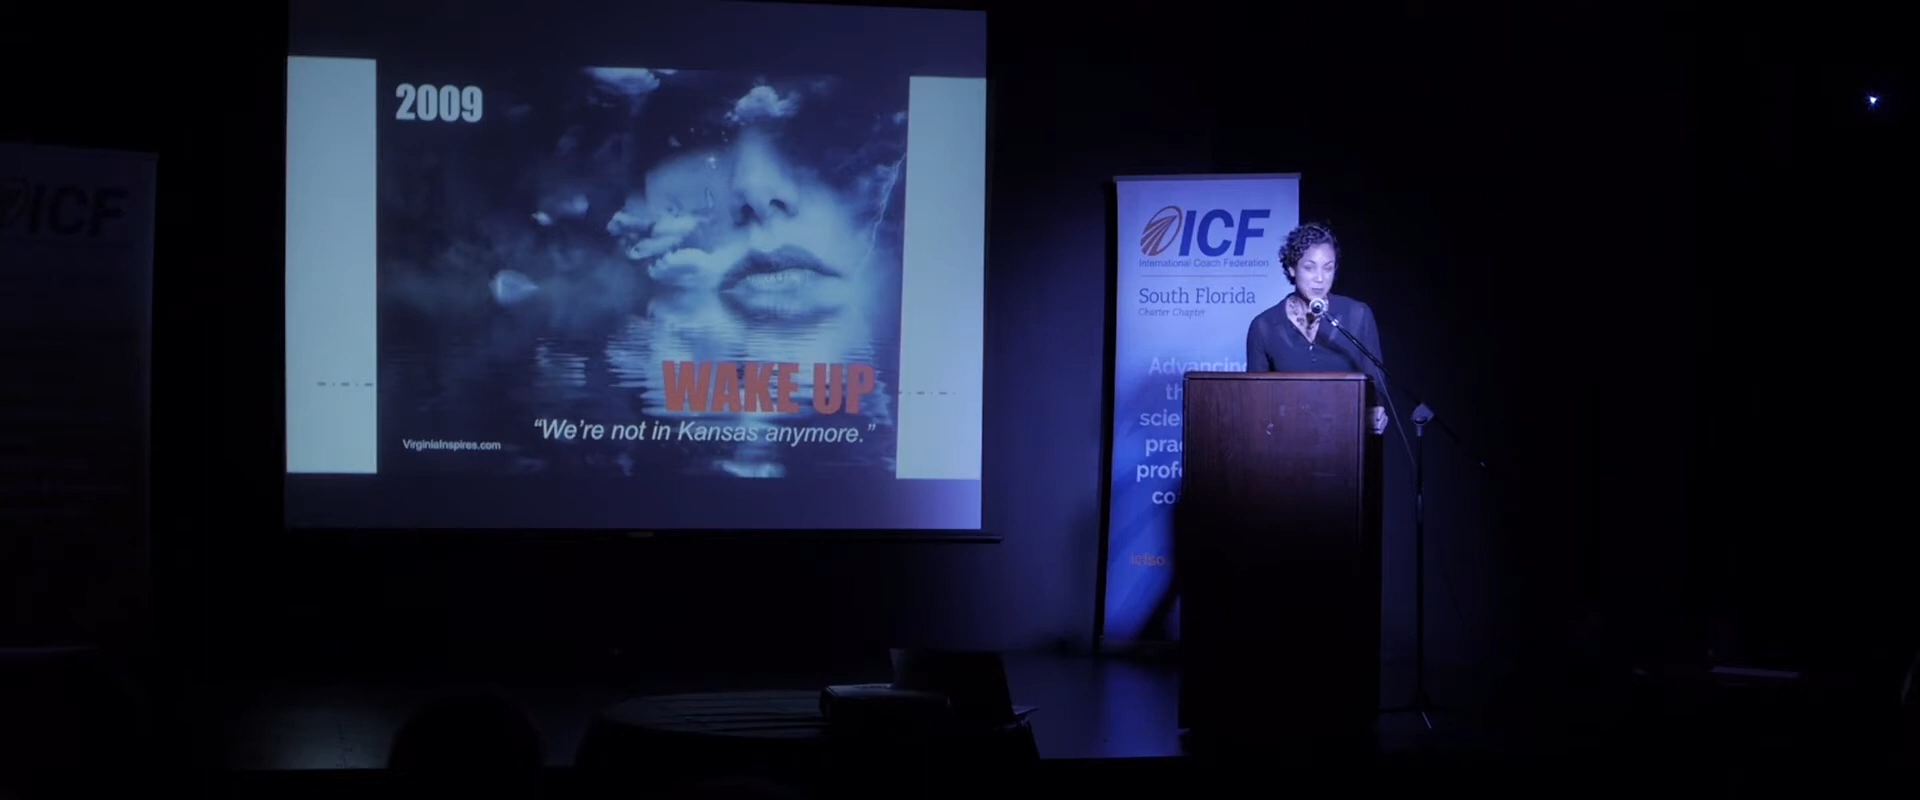 ICF
2009
WAKE UP
"We're not in Kansas anymore."
VirginiaInspires.com
ICF
International Coach Federation
South Florida
Charter Chapter
Advancing